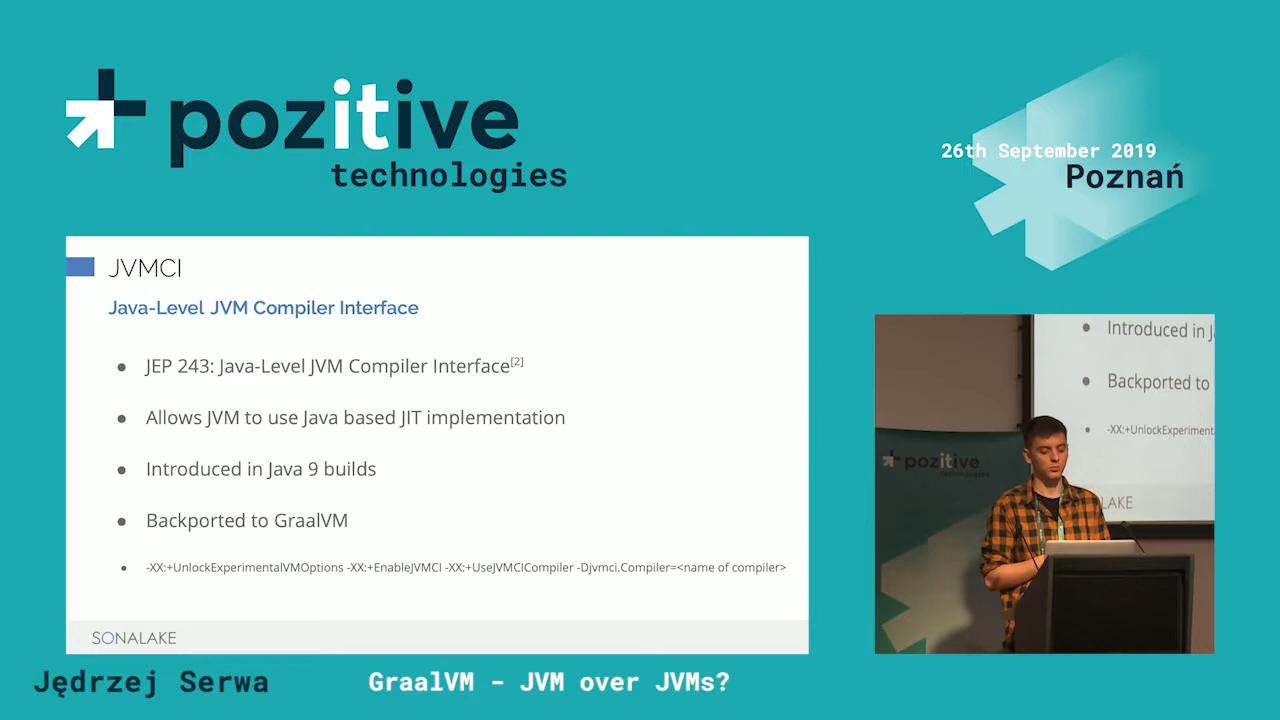 pozitive
technologies
26th September 2019
Poznań
JVMCI
Java-Level JVM Compiler Interface
• JEP 243: Java-Level JVM Compiler Interface[2]
• Allows JVM to use Java based JIT implementation
• Introduced in Java 9 builds
• Backported to GraalVM
• -XX:+UnlockExperimentalVMOptions -XX:+EnableJVMCI -XX:+UseJVMCICompiler -Djvmci.Compiler=<name of compiler>
SONALAKE
• Introduced in J
• Backported to
• -XX:+UnlockExperiment
pozitive
technologies
LAKE
Jędrzej Serwa
GraalVM - JVM over JVMs?